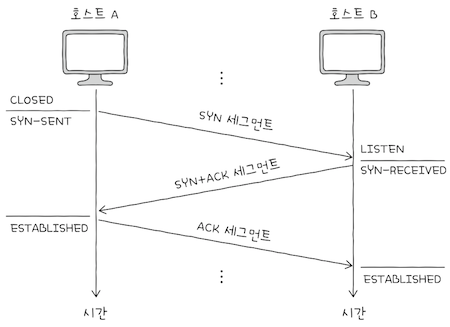 호스트 A
호스트 B
CLOSED
SYN-SENT
SYN 세그먼트
LISTEN
SYN-RECEIVED
SYN+ACK 세그먼트
ESTABLISHED
ACK 세그먼트
ESTABLISHED
시간
시간